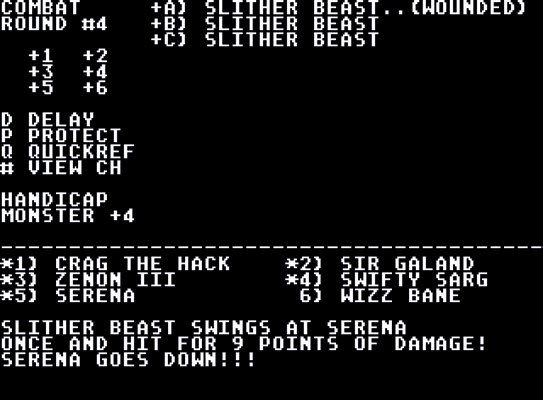 COMBAT +A) SLITHER BEAST..(WOUNDED)
ROUND #4 +B) SLITHER BEAST
+C) SLITHER BEAST
+1 +2
+3 +4
+5 +6
D DELAY
P PROTECT
Q QUICKREF
# VIEW CH
HANDICAP
MONSTER +4
------------------------------------
*1) CRAG THE HACK *2) SIR GALAND
*3) ZENON III *4) SWIFTY SARG
*5) SERENA 6) WIZZ BANE
SLITHER BEAST SWINGS AT SERENA
ONCE AND HIT FOR 9 POINTS OF DAMAGE!
SERENA GOES DOWN!!!